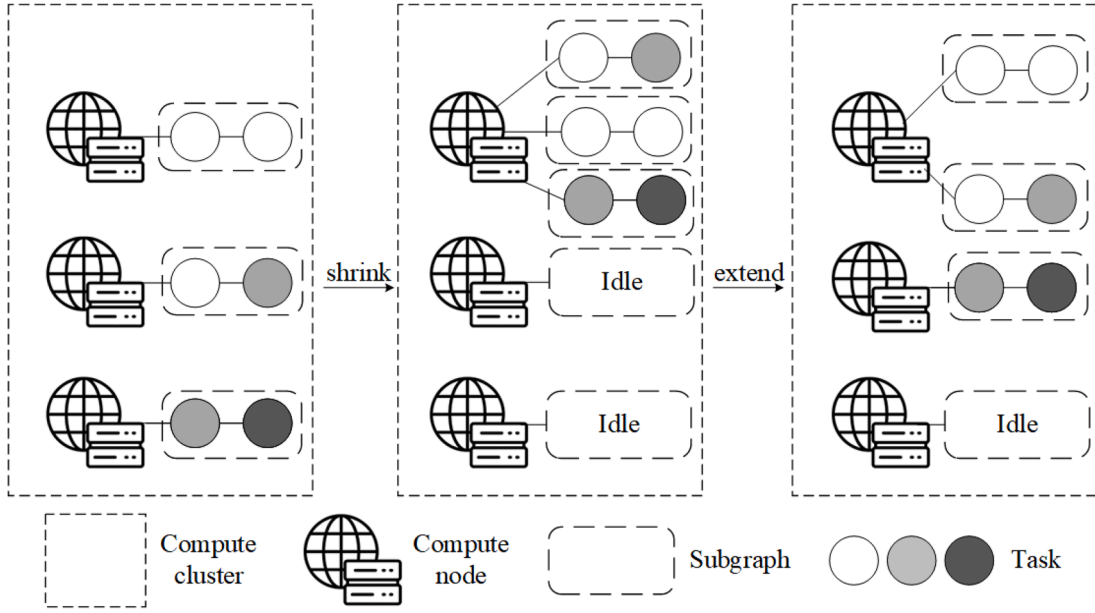 shrink
Idle
extend
Idle
Idle
Compute
cluster
Compute
node
Subgraph
Task